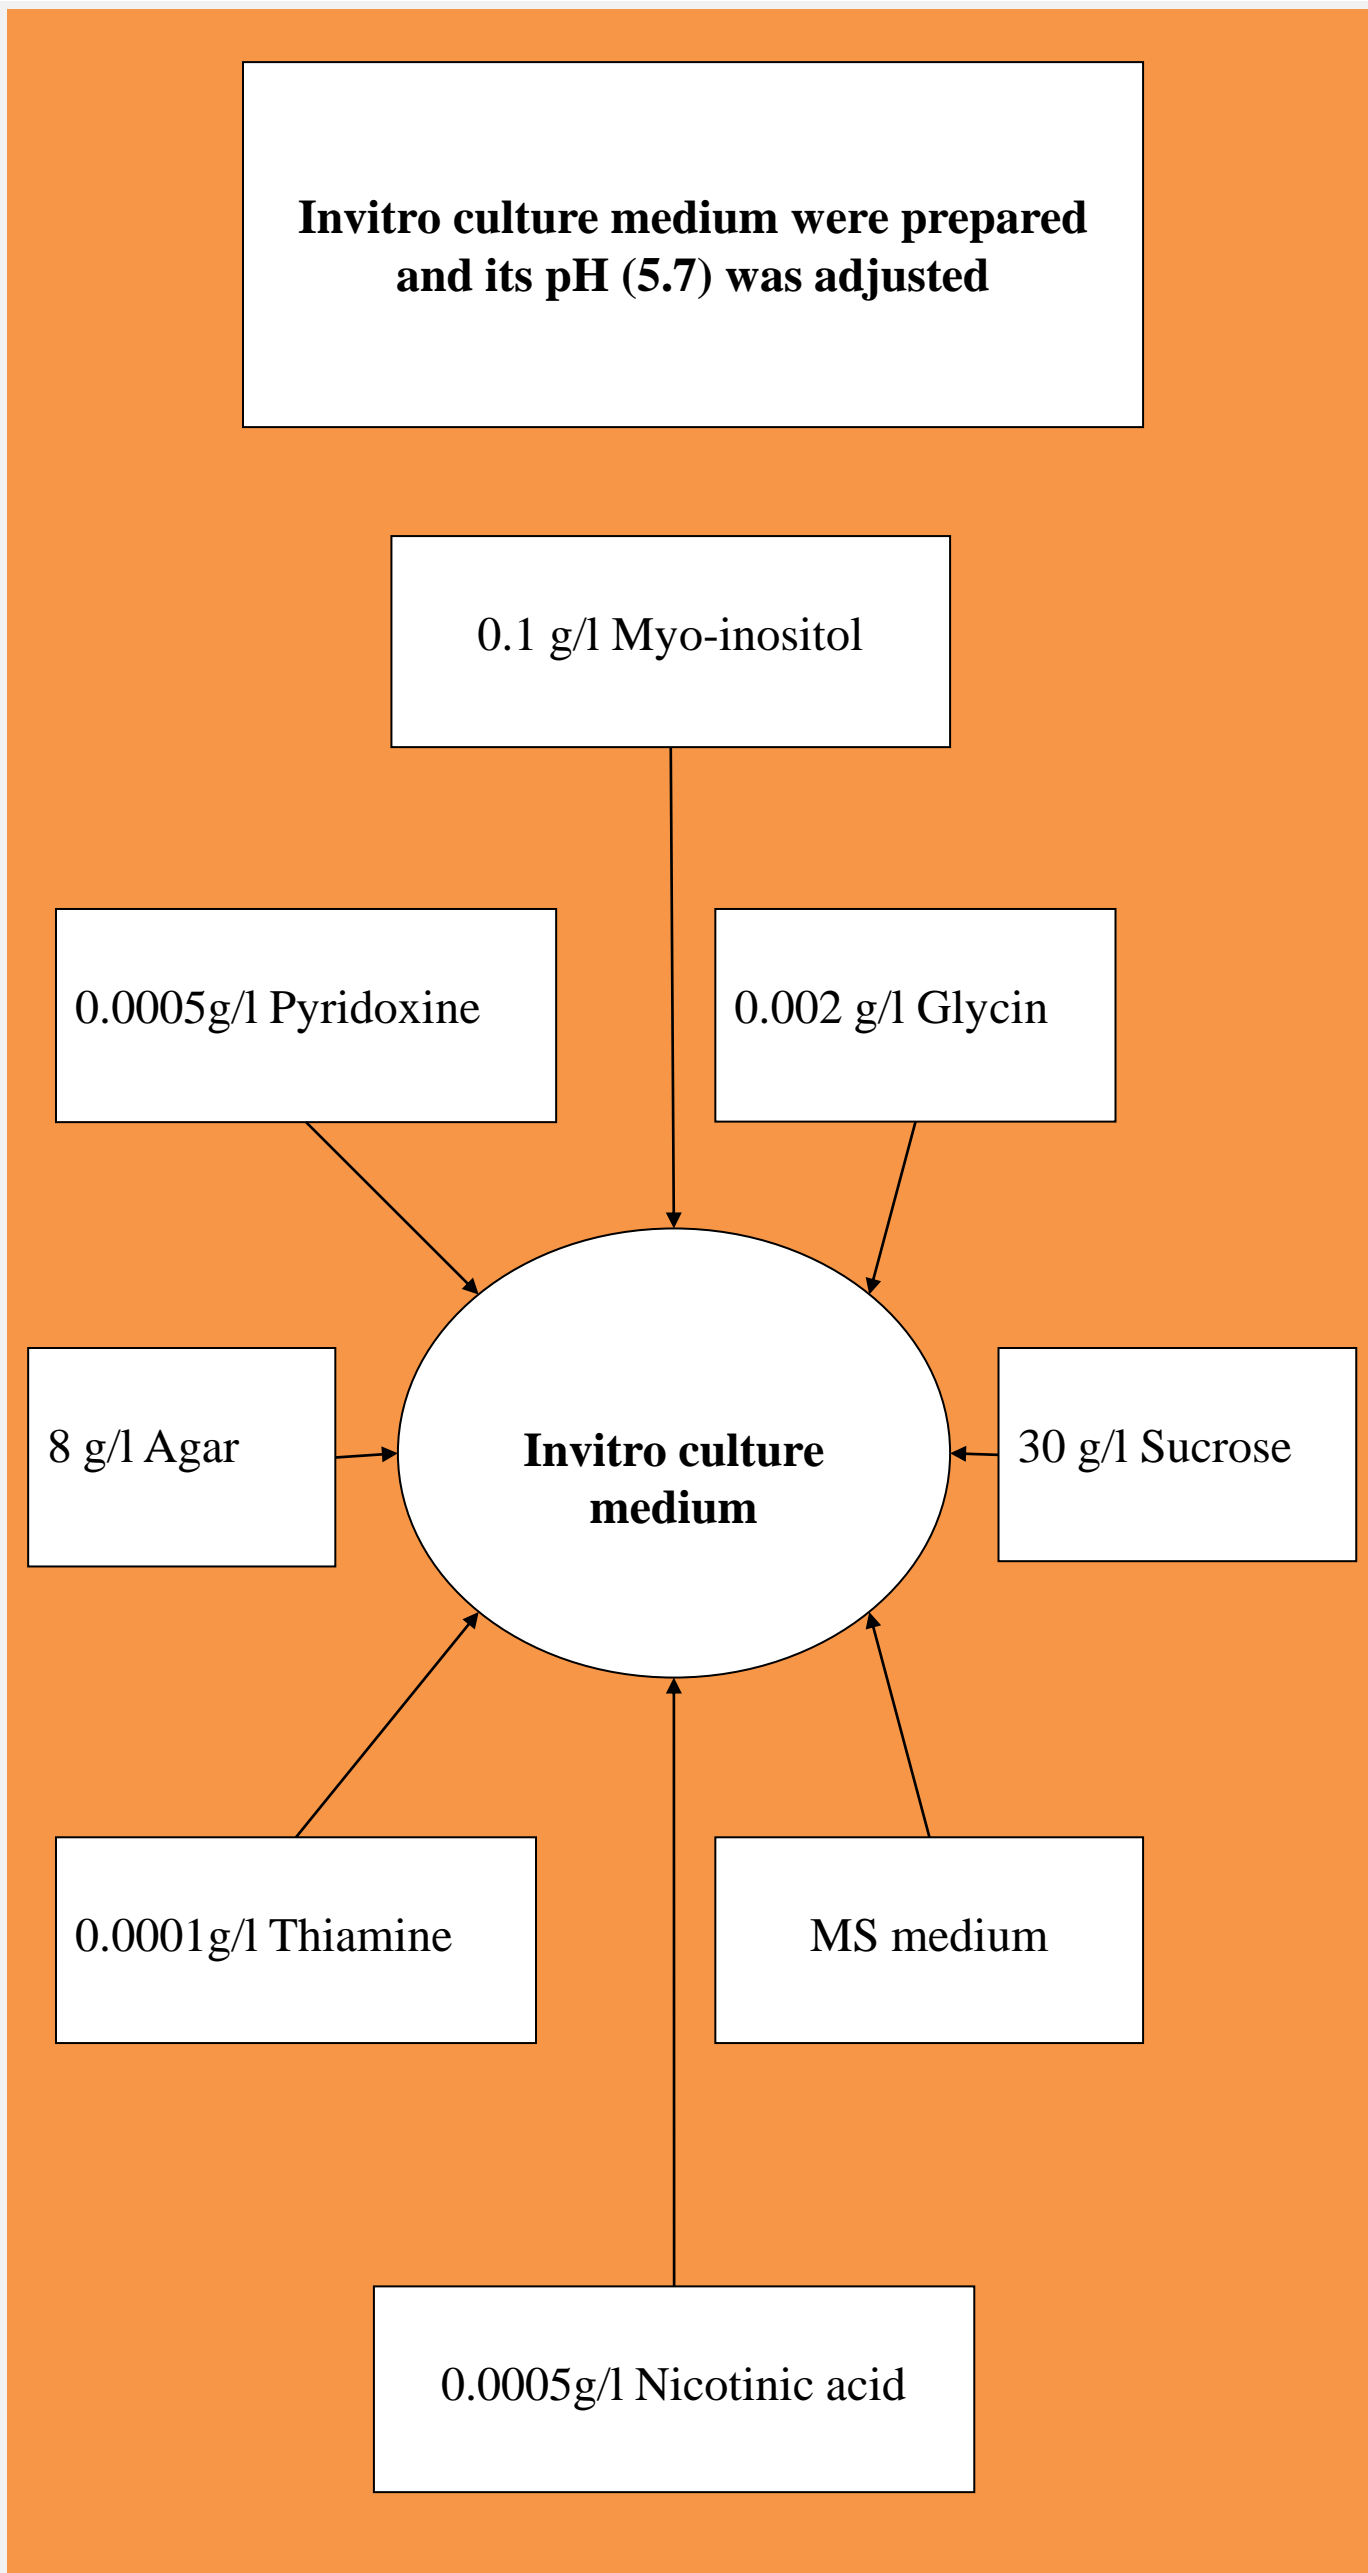 Invitro culture medium were prepared
and its pH (5.7) was adjusted
0.1 g/l Myo-inositol
0.0005g/l Pyridoxine
0.002 g/l Glycin
8 g/l Agar
Invitro culture
medium
30 g/l Sucrose
0.0001g/l Thiamine
MS medium
0.0005g/l Nicotinic acid